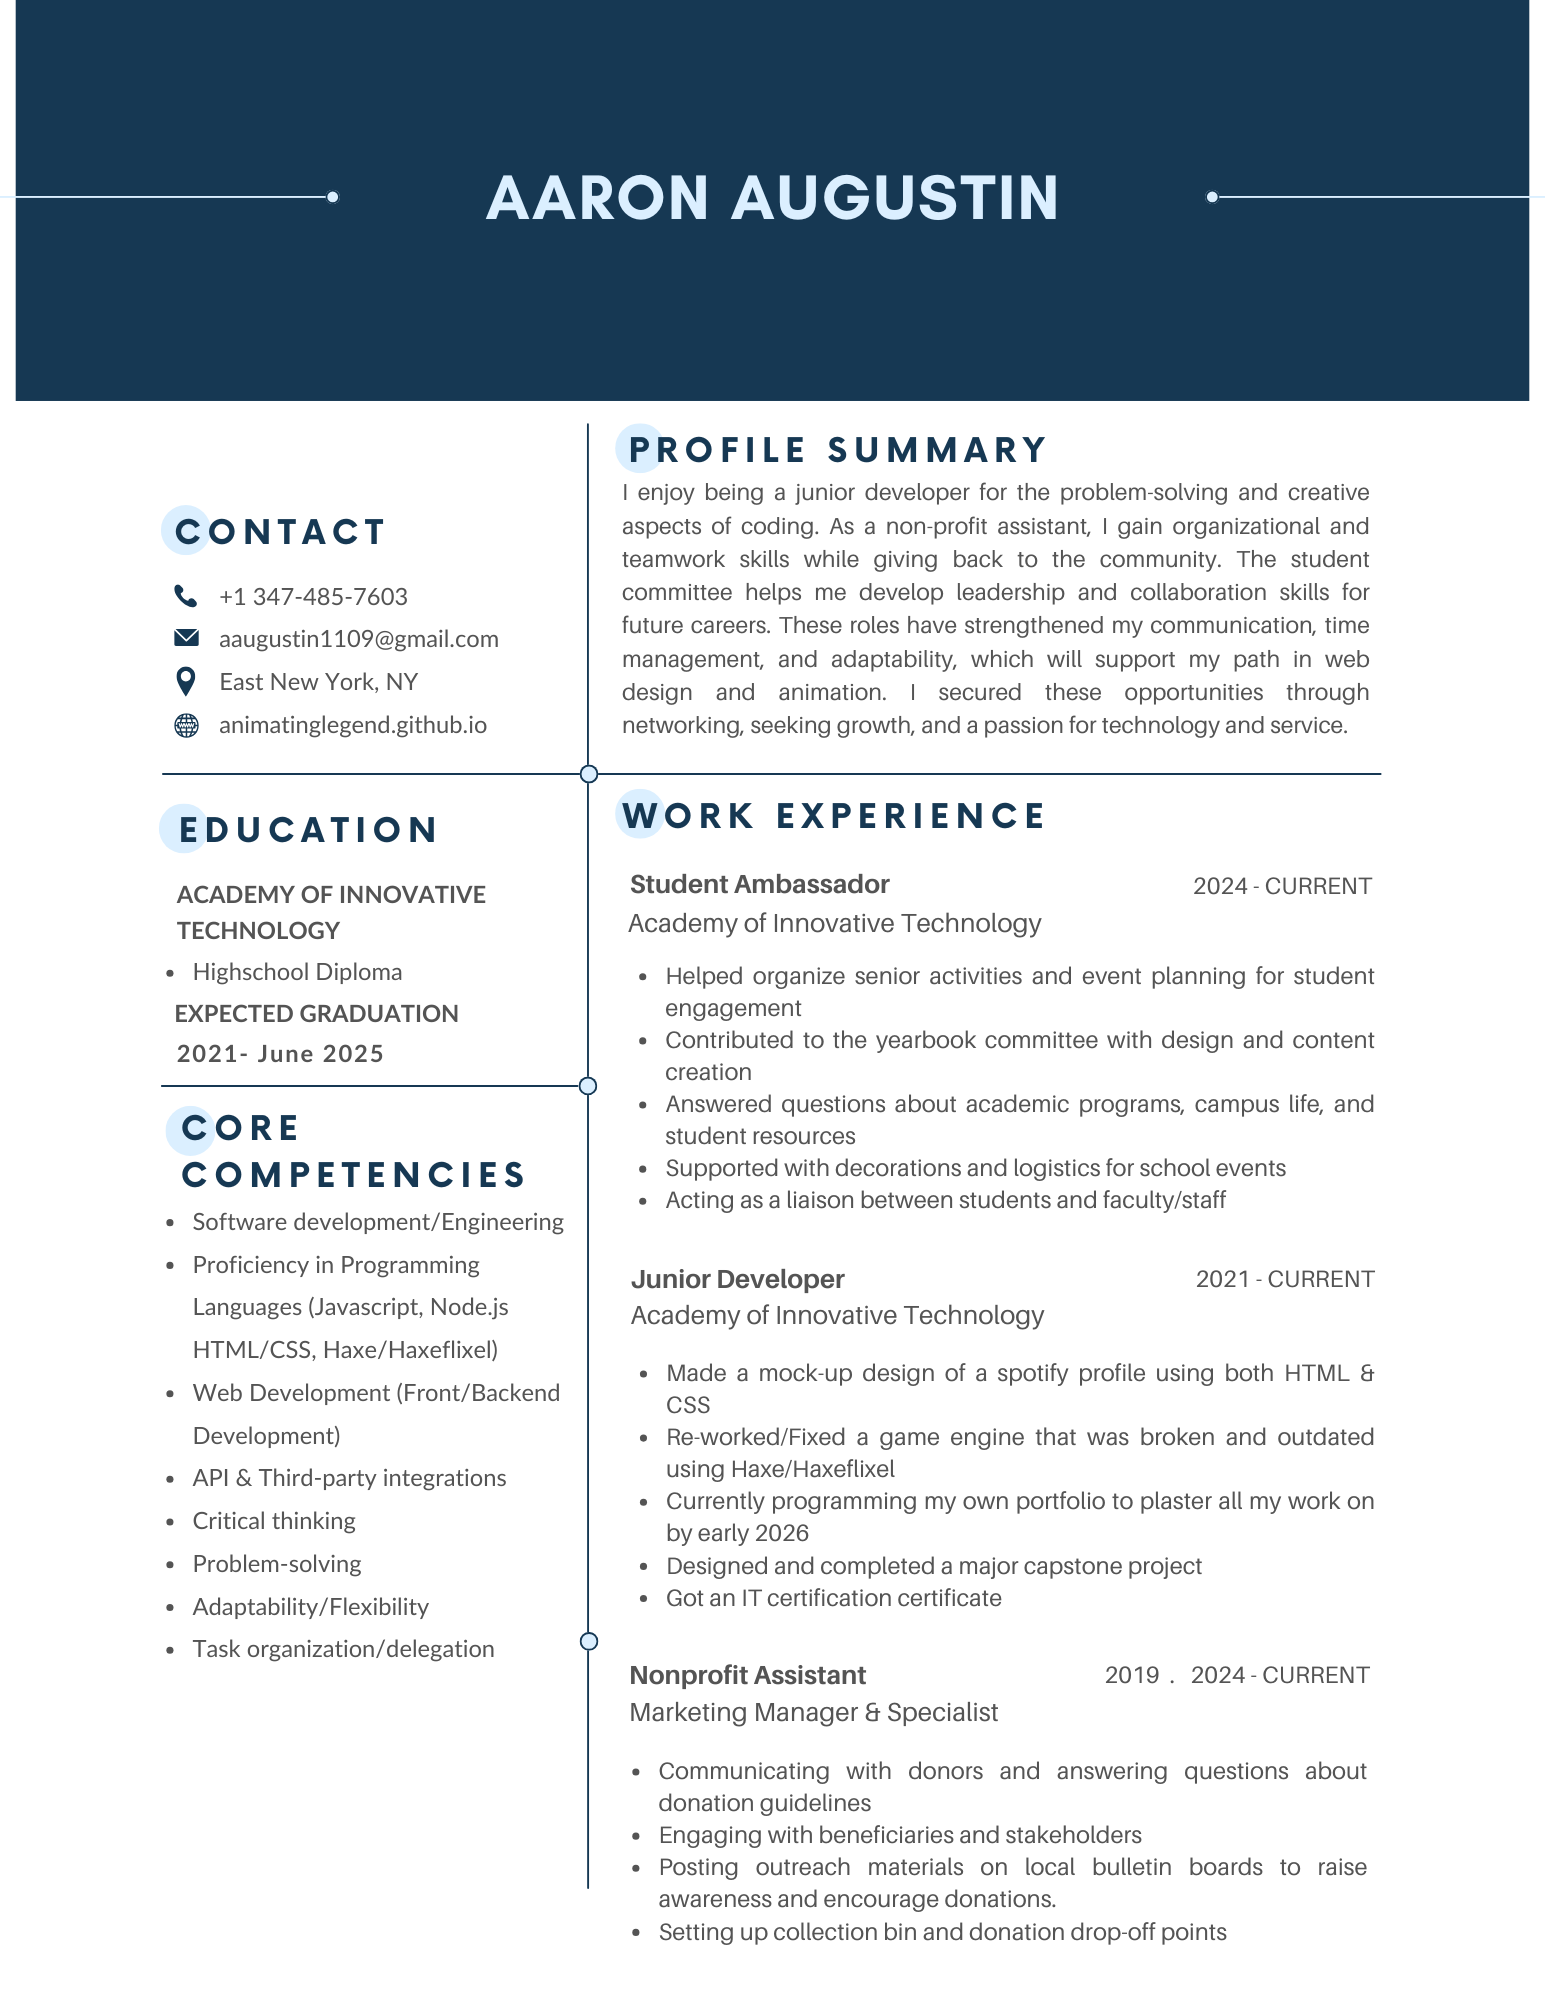 AARON AUGUSTIN
CONTACT
+1 347-485-7603
aaugustin1109@gmail.com
East New York, NY
animatinglegend.github.io
EDUCATION
ACADEMY OF INNOVATIVE
TECHNOLOGY
• Highschool Diploma
EXPECTED GRADUATION
2021- June 2025
CORE
COMPETENCIES
• Software development/Engineering
• Proficiency in Programming
Languages (Javascript, Node.js
HTML/CSS, Haxe/Haxeflixel)
• Web Development (Front/Backend
Development)
• API & Third-party integrations
• Critical thinking
• Problem-solving
• Adaptability/Flexibility
• Task organization/delegation
PROFILE SUMMARY
I enjoy being a junior developer for the problem-solving and creative
aspects of coding. As a non-profit assistant, I gain organizational and
teamwork skills while giving back to the community. The student
committee helps me develop leadership and collaboration skills for
future careers. These roles have strengthened my communication, time
management, and adaptability, which will support my path in web
design and animation. I secured these opportunities through
networking, seeking growth, and a passion for technology and service.
WORK EXPERIENCE
Student Ambassador 2024 - CURRENT
Academy of Innovative Technology
• Helped organize senior activities and event planning for student
engagement
• Contributed to the yearbook committee with design and content
creation
• Answered questions about academic programs, campus life, and
student resources
• Supported with decorations and logistics for school events
• Acting as a liaison between students and faculty/staff
Junior Developer 2021 - CURRENT
Academy of Innovative Technology
• Made a mock-up design of a spotify profile using both HTML &
CSS
• Re-worked/Fixed a game engine that was broken and outdated
using Haxe/Haxeflixel
• Currently programming my own portfolio to plaster all my work on
by early 2026
• Designed and completed a major capstone project
• Got an IT certification certificate
Nonprofit Assistant 2019 . 2024 - CURRENT
Marketing Manager & Specialist
• Communicating with donors and answering questions about
donation guidelines
• Engaging with beneficiaries and stakeholders
• Posting outreach materials on local bulletin boards to raise
awareness and encourage donations.
• Setting up collection bin and donation drop-off points